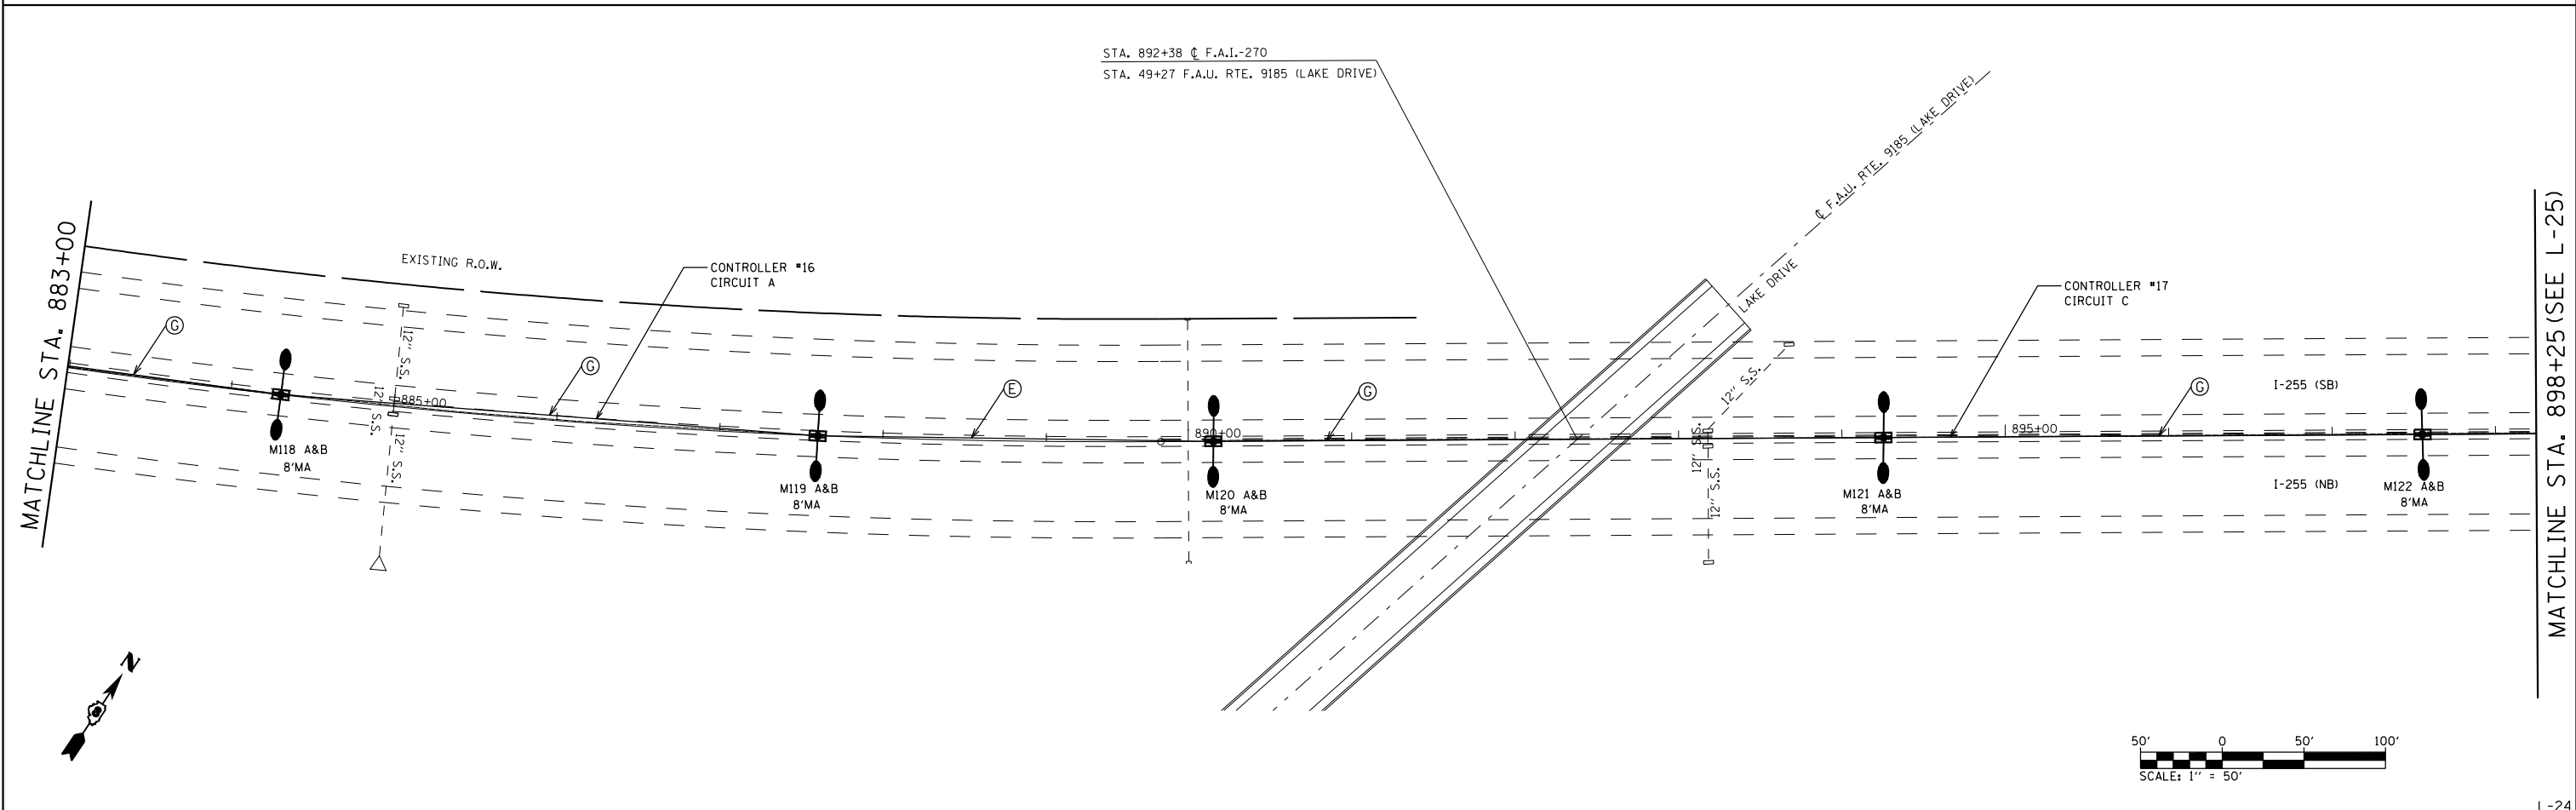 STA. 892+38 ℄ F.A.I.-270
STA. 49+27 F.A.U. RTE. 9185 (LAKE DRIVE)
℄ F.A.U. RTE. 9185 (LAKE DRIVE)
LAKE DRIVE
MATCHLINE STA. 883+00
EXISTING R.O.W.
CONTROLLER #16
CIRCUIT A
CONTROLLER #17
CIRCUIT C
MATCHLINE STA. 898+25 (SEE L-25)
G
12" S.S.
G
E
G
12" S.S.
G
I-255 (SB)
12" S.S.
885+00
12" S.S.
890+00
12" S.S.
12" S.S.
895+00
M118 A&B
8'MA
M119 A&B
8'MA
M120 A&B
8'MA
M121 A&B
8'MA
I-255 (NB)
M122 A&B
8'MA
N
50' 0 50' 100'
SCALE: 1" = 50'
L-24